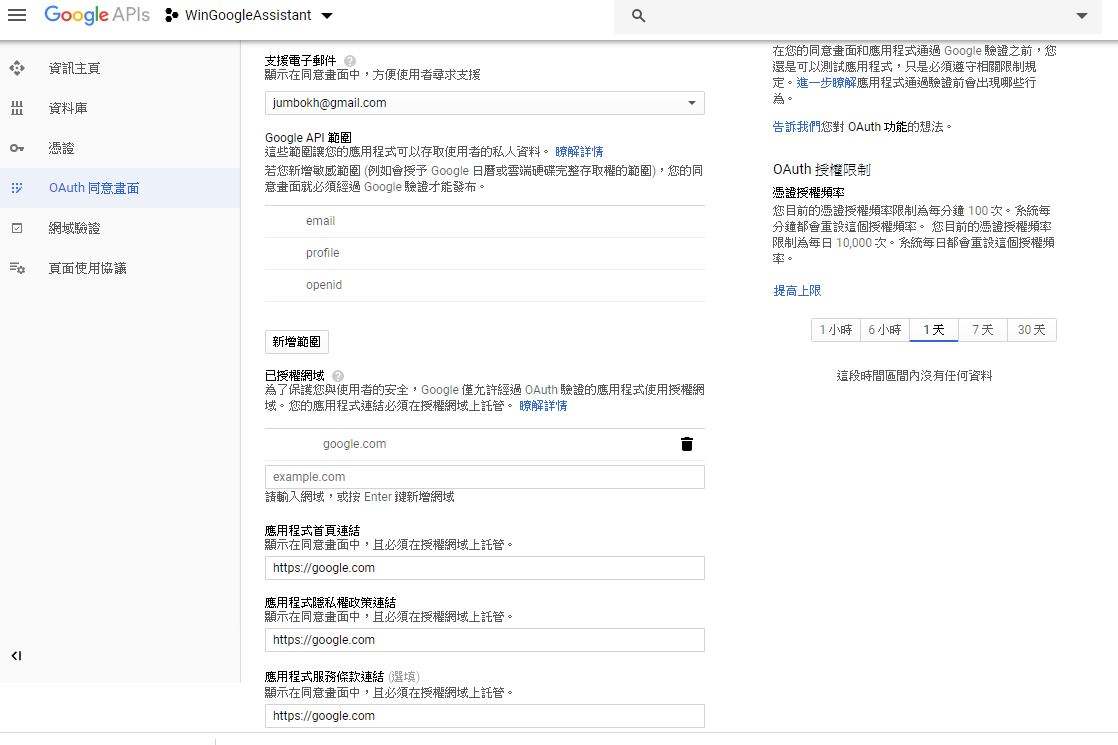 Google APIs
WinGoogleAssistant
資訊主頁
資料庫
憑證
OAuth 同意畫面
網域驗證
頁面使用協議
支援電子郵件
顯示在同意畫面中，方便使用者尋求支援
jumbokh@gmail.com
Google API 範圍
這些範圍讓您的應用程式可以存取使用者的私人資料。 瞭解詳情
若您新增敏感範圍 (例如會授予 Google 日曆或雲端硬碟完整存取權的範圍)，您的同
意畫面就必須經過 Google 驗證才能發布。
email
profile
openid
新增範圍
已授權網域
為了保護您與使用者的安全，Google 僅允許經過 OAuth 驗證的應用程式使用授權網
域。您的應用程式連結必須在授權網域上託管。 瞭解詳情
google.com
example.com
請輸入網域，或按 Enter 鍵新增網域
應用程式首頁連結
顯示在同意畫面中，且必須在授權網域上託管。
https://google.com
應用程式隱私權政策連結
顯示在同意畫面中，且必須在授權網域上託管。
https://google.com
應用程式服務條款連結 (選填)
顯示在同意畫面中，且必須在授權網域上託管。
https://google.com
在您的同意畫面和應用程式通過 Google 驗證之前，您
還是可以測試應用程式，只是必須遵守相關限制規
定。進一步瞭解應用程式通過驗證前會出現哪些行
為。
告訴我們您對 OAuth 功能的想法。
OAuth 授權限制
憑證授權頻率
您目前的憑證授權頻率限制為每分鐘 100 次。系統每
分鐘都會重設這個授權頻率。 您目前的憑證授權頻率
限制為每日 10,000 次。系統每日都會重設這個授權頻
率。
提高上限
1 小時
6 小時
1 天
7 天
30 天
這段時間區間內沒有任何資料